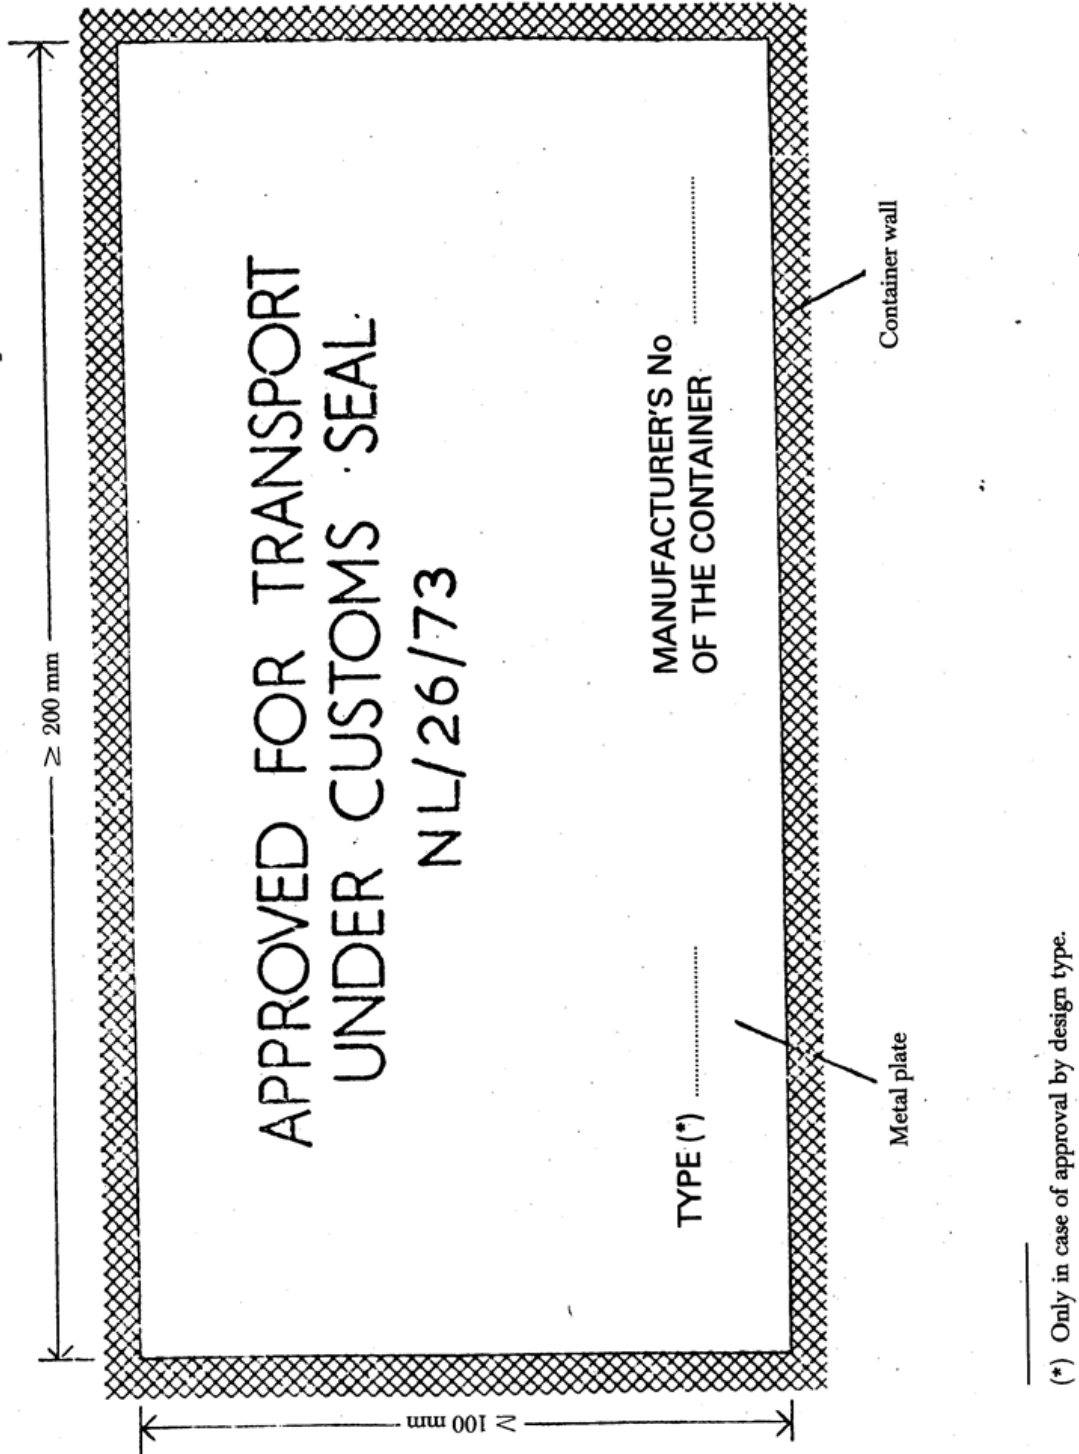 ≥ 200 mm
≥ 100 mm
APPROVED FOR TRANSPORT
UNDER CUSTOMS SEAL
NL/26/73
TYPE (*) ....................
MANUFACTURER'S No
OF THE CONTAINER ....................
Metal plate
Container wall
(*) Only in case of approval by design type.